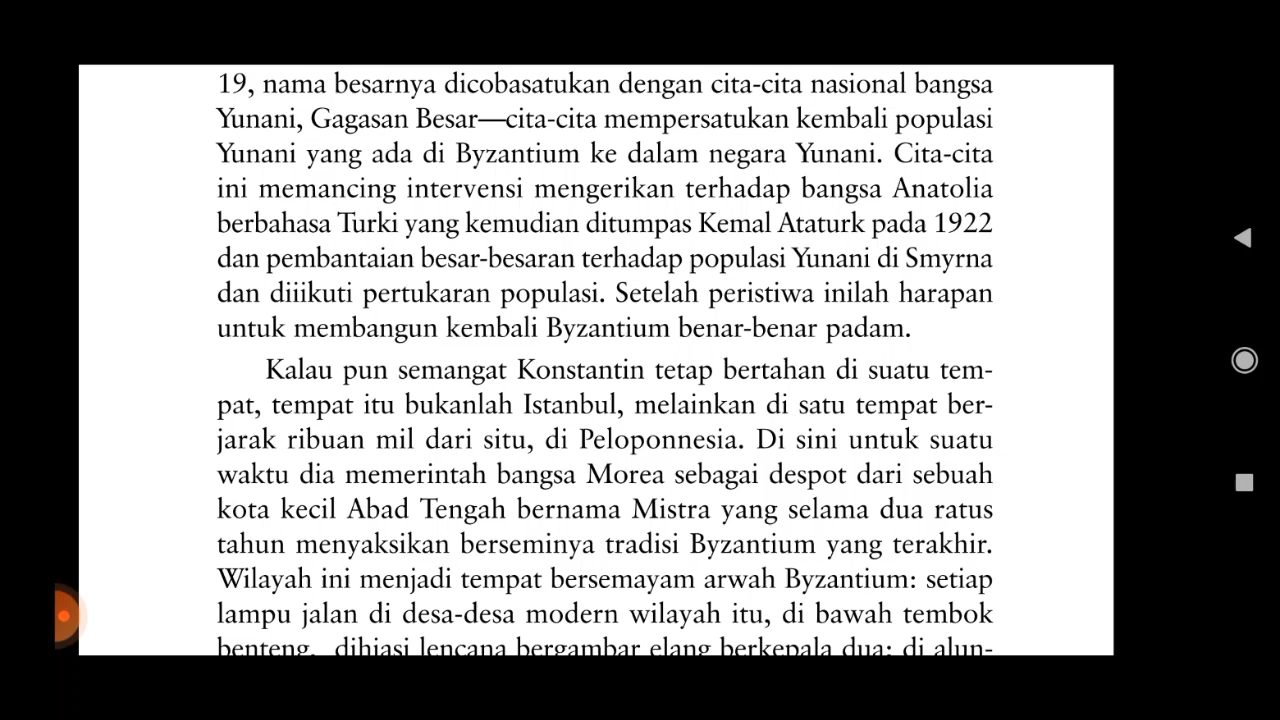 19, nama besarnya dicobasatukan dengan cita-cita nasional bangsa
Yunani, Gagasan Besar—cita-cita mempersatukan kembali populasi
Yunani yang ada di Byzantium ke dalam negara Yunani. Cita-cita
ini memancing intervensi mengerikan terhadap bangsa Anatolia
berbahasa Turki yang kemudian ditumpas Kemal Ataturk pada 1922
dan pembantaian besar-besaran terhadap populasi Yunani di Smyrna
dan diiikuti pertukaran populasi. Setelah peristiwa inilah harapan
untuk membangun kembali Byzantium benar-benar padam.
Kalau pun semangat Konstantin tetap bertahan di suatu tem-
pat, tempat itu bukanlah Istanbul, melainkan di satu tempat ber-
jarak ribuan mil dari situ, di Peloponnesia. Di sini untuk suatu
waktu dia memerintah bangsa Morea sebagai despot dari sebuah
kota kecil Abad Tengah bernama Mistra yang selama dua ratus
tahun menyaksikan berseminya tradisi Byzantium yang terakhir.
Wilayah ini menjadi tempat bersemayam arwah Byzantium: setiap
lampu jalan di desa-desa modern wilayah itu, di bawah tembok
benteng, dihiasi lencana bergambar elang berkepala dua; di alun-